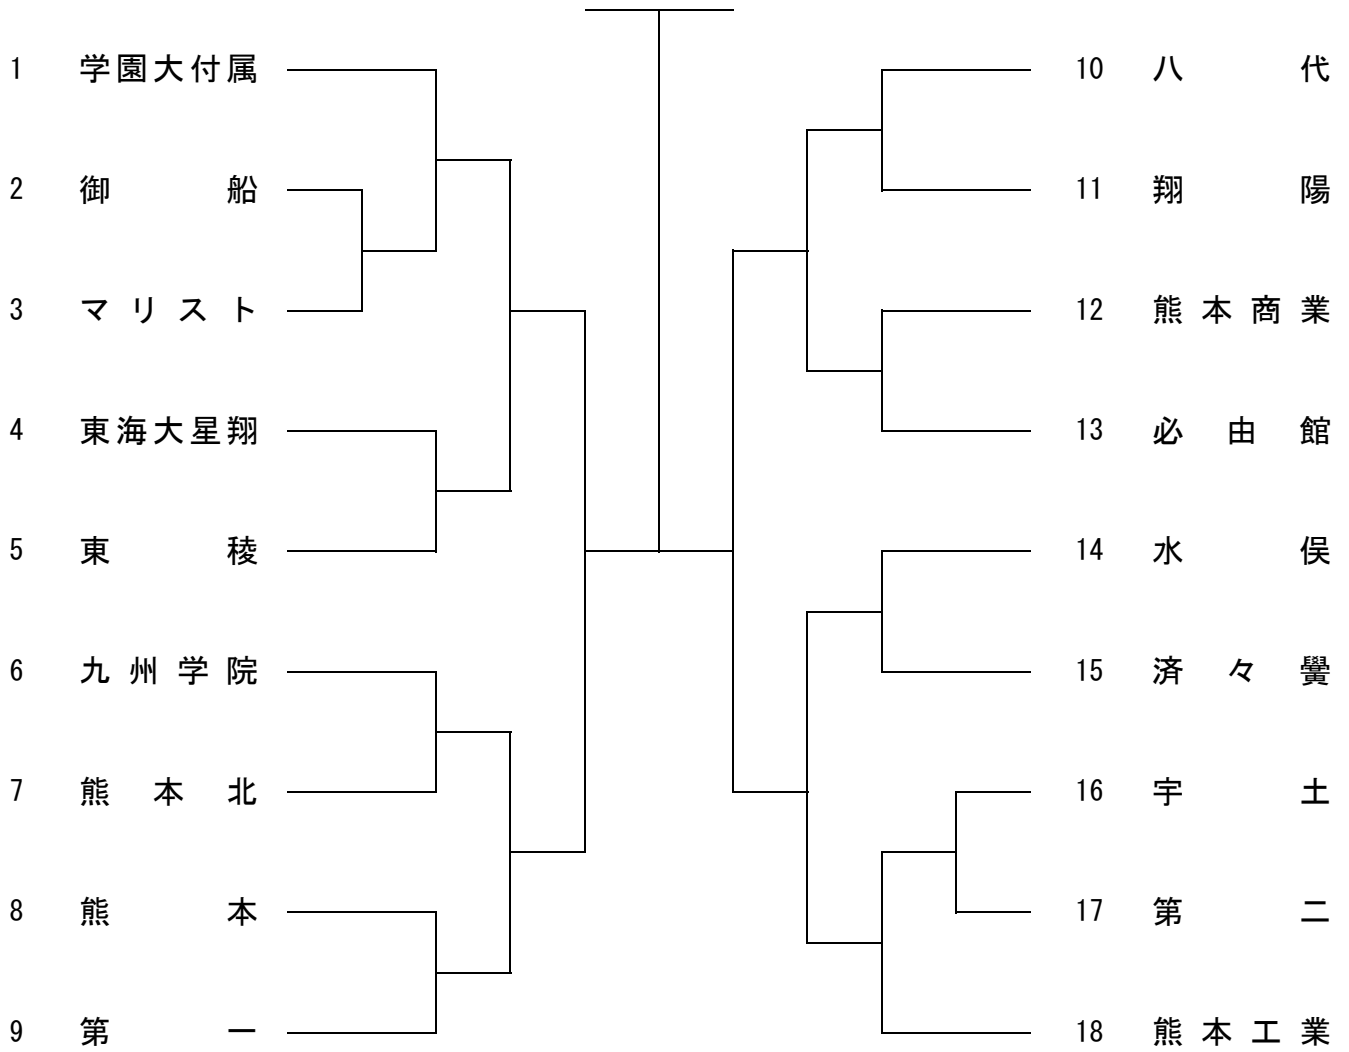 1 学園大付属
2 御船
3 マリスト
4 東海大星翔
5 東稜
6 九州学院
7 熊本北
8 熊本
9 第一
10 八代
11 翔陽
12 熊本商業
13 必由館
14 水俣
15 済々黌
16 宇土
17 第二
18 熊本工業